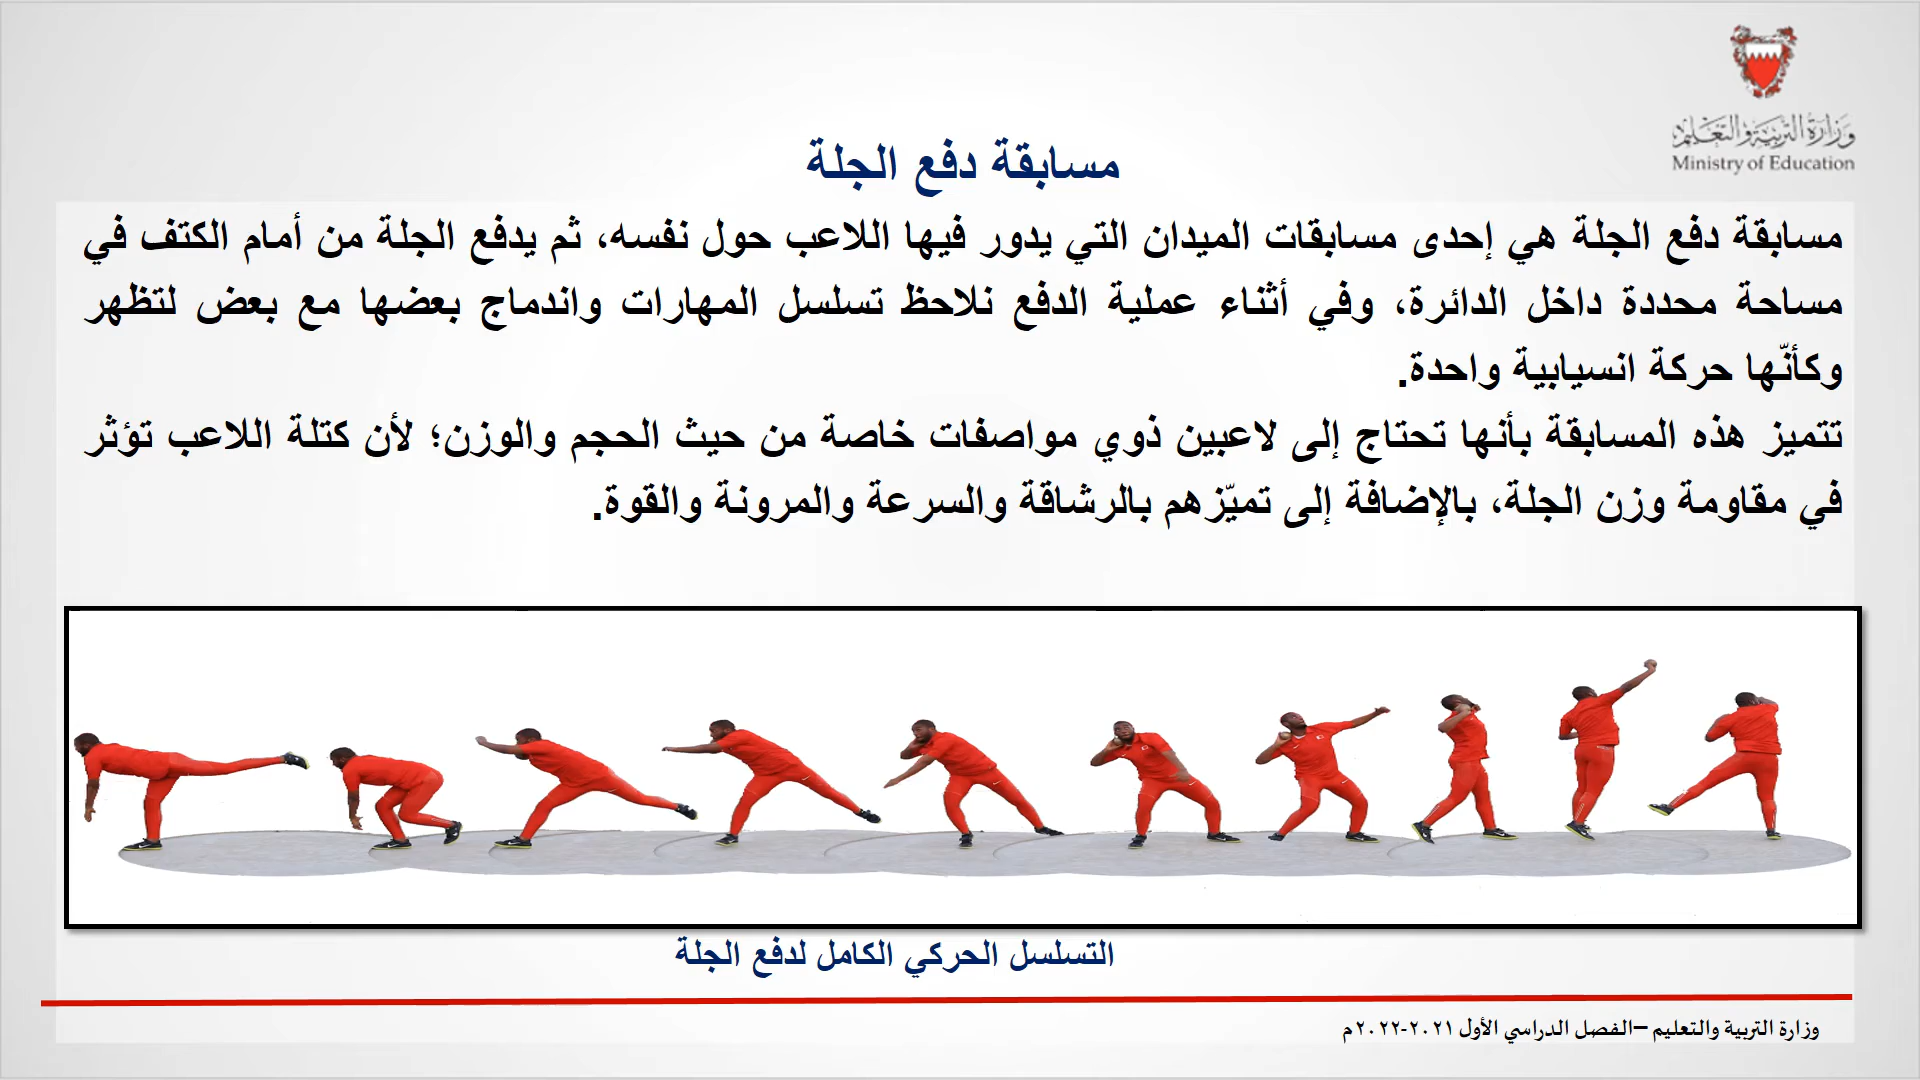 وزارة التربية والتعليم
Ministry of Education
مسابقة دفع الجلة
مسابقة دفع الجلة هي إحدى مسابقات الميدان التي يدور فيها اللاعب حول نفسه، ثم يدفع الجلة من أمام الكتف في
مساحة محددة داخل الدائرة، وفي أثناء عملية الدفع نلاحظ تسلسل المهارات واندماج بعضها مع بعض لتظهر
وكأنّها حركة انسيابية واحدة.
تتميز هذه المسابقة بأنها تحتاج إلى لاعبين ذوي مواصفات خاصة من حيث الحجم والوزن؛ لأن كتلة اللاعب تؤثر
في مقاومة وزن الجلة، بالإضافة إلى تميّزهم بالرشاقة والسرعة والمرونة والقوة.
التسلسل الحركي الكامل لدفع الجلة
وزارة التربية والتعليم –الفصل الدراسي الأول ٢٠٢١-٢٠٢٢م